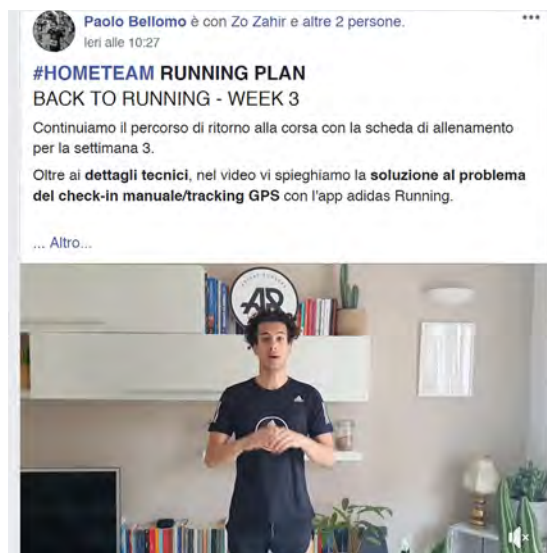 Paolo Bellomo è con Zo Zahir e altre 2 persone.
Ieri alle 10:27
#HOMETEAM RUNNING PLAN
BACK TO RUNNING - WEEK 3
Continuiamo il percorso di ritorno alla corsa con la scheda di allenamento
per la settimana 3.
Oltre ai dettagli tecnici, nel video vi spieghiamo la soluzione al problema
del check-in manuale/tracking GPS con l'app adidas Running.
... Altro...
AR